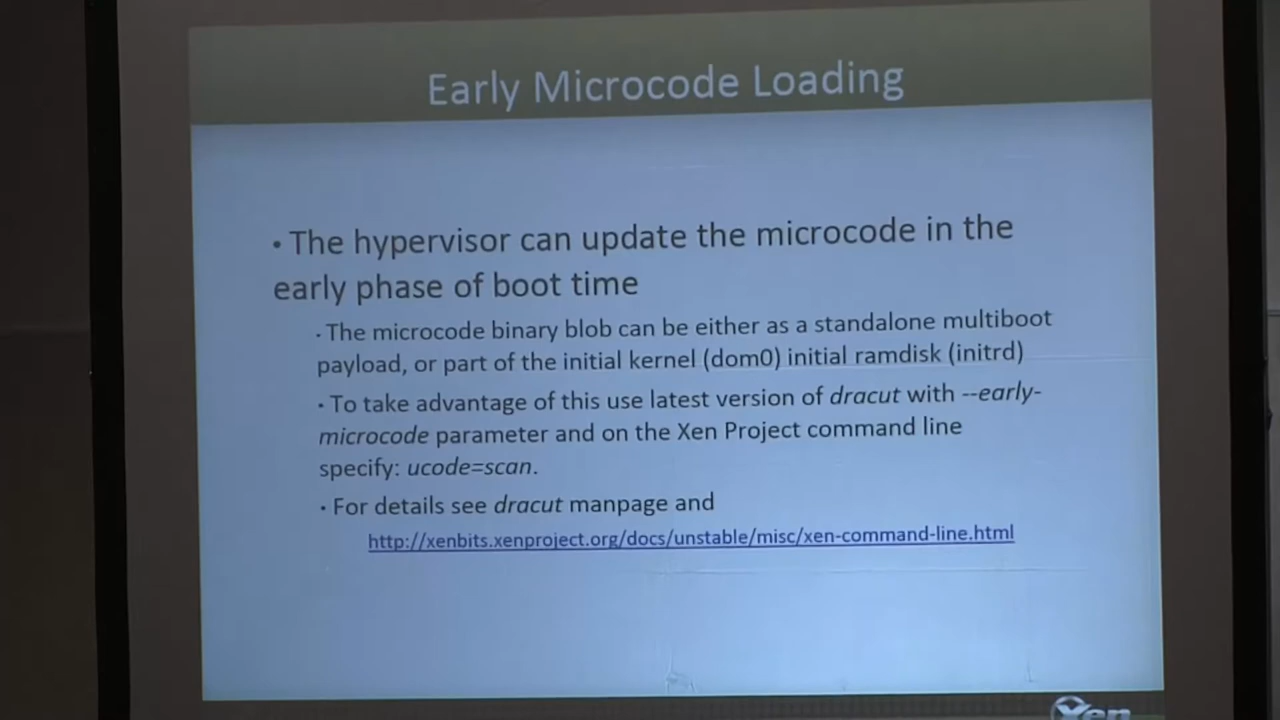 Early Microcode Loading
• The hypervisor can update the microcode in the
early phase of boot time
· The microcode binary blob can be either as a standalone multiboot
payload, or part of the initial kernel (dom0) initial ramdisk (initrd)
· To take advantage of this use latest version of dracut with --early-
microcode parameter and on the Xen Project command line
specify: ucode=scan.
· For details see dracut manpage and
http://xenbits.xenproject.org/docs/unstable/misc/xen-command-line.html
Xen